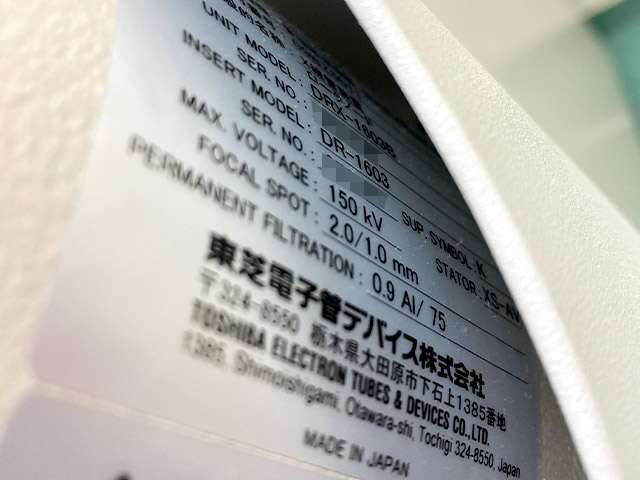 UNIT MODEL : DRX-1603B
SER. NO. :
INSERT MODEL : DR-1603
SER. NO. :
MAX. VOLTAGE : 150 kV SUP. SYMBOL : K
FOCAL SPOT : 2.0/1.0 mm STATOR : XS-AV
PERMANENT FILTRATION : 0.9 Al/ 75
東芝電子管デバイス株式会社
〒324-8550 栃木県大田原市下石上1385番地
TOSHIBA ELECTRON TUBES & DEVICES CO., LTD.
1385, Shimoishigami, Otawara-shi, Tochigi 324-8550, Japan
MADE IN JAPAN